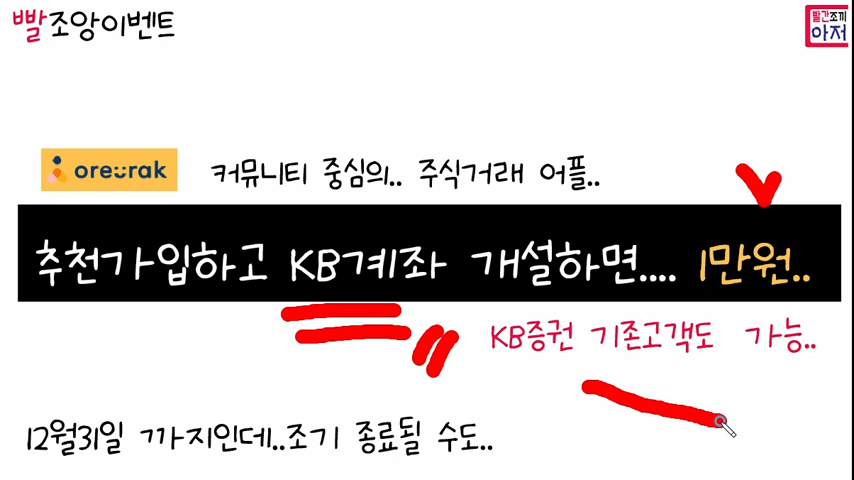 빨조앙이벤트
빨간조끼
아저
oreurak 커뮤니티 중심의.. 주식거래 어플..
추천가입하고 KB계좌 개설하면.... 1만원..
KB증권 기존고객도 가능..
12월31일 까지인데..조기 종료될 수도..